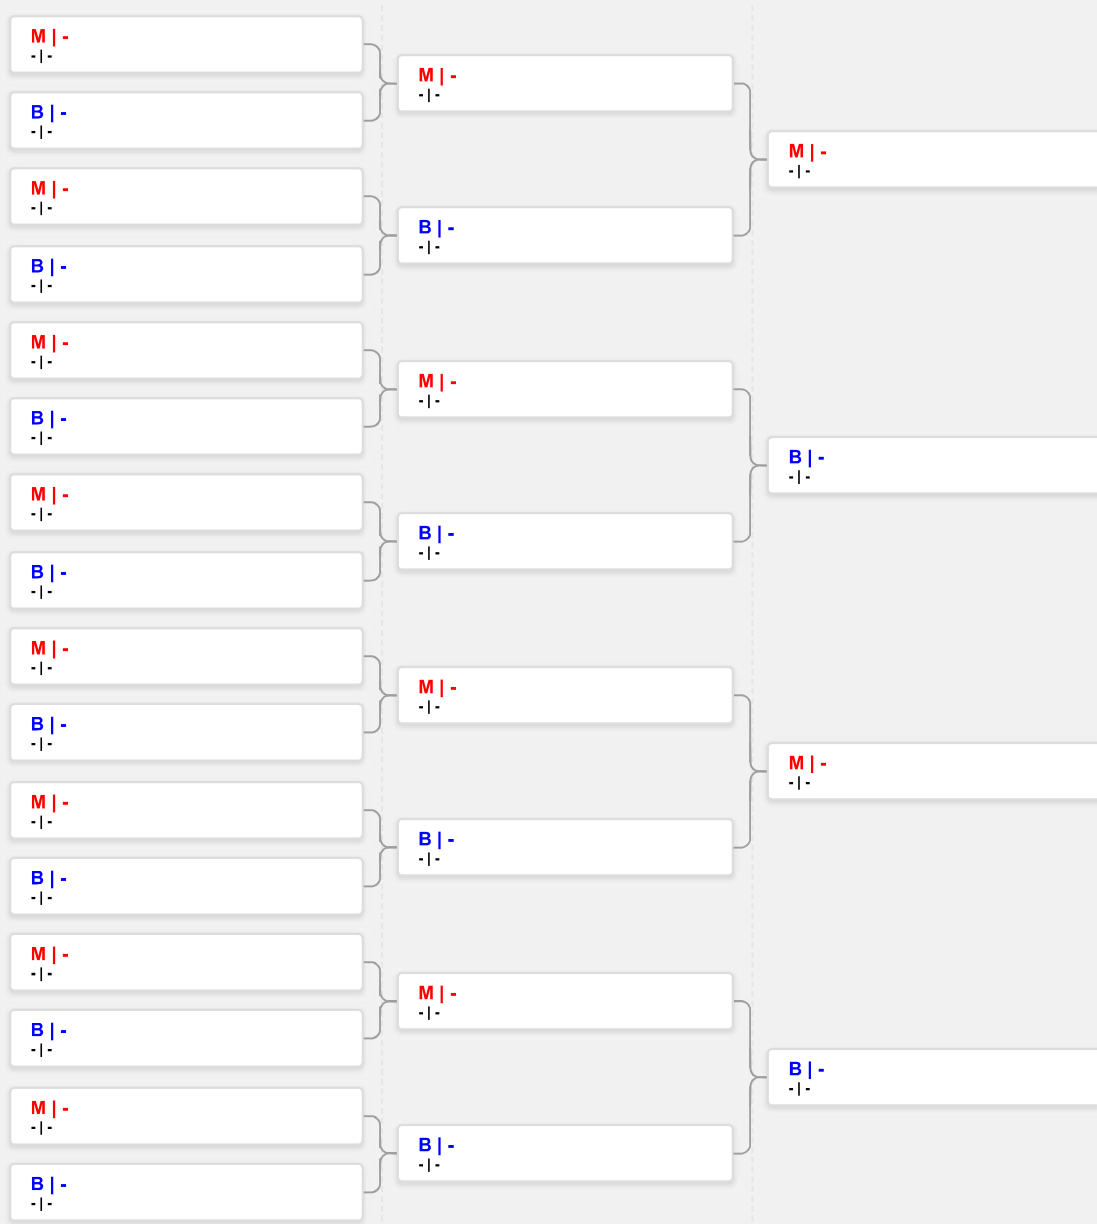 M | -
- | -
B | -
- | -
M | -
- | -
B | -
- | -
M | -
- | -
B | -
- | -
M | -
- | -
B | -
- | -
M | -
- | -
B | -
- | -
M | -
- | -
B | -
- | -
M | -
- | -
B | -
- | -
M | -
- | -
B | -
- | -
M | -
- | -
B | -
- | -
M | -
- | -
B | -
- | -
M | -
- | -
B | -
- | -
M | -
- | -
B | -
- | -
M | -
- | -
B | -
- | -
M | -
- | -
B | -
- | -